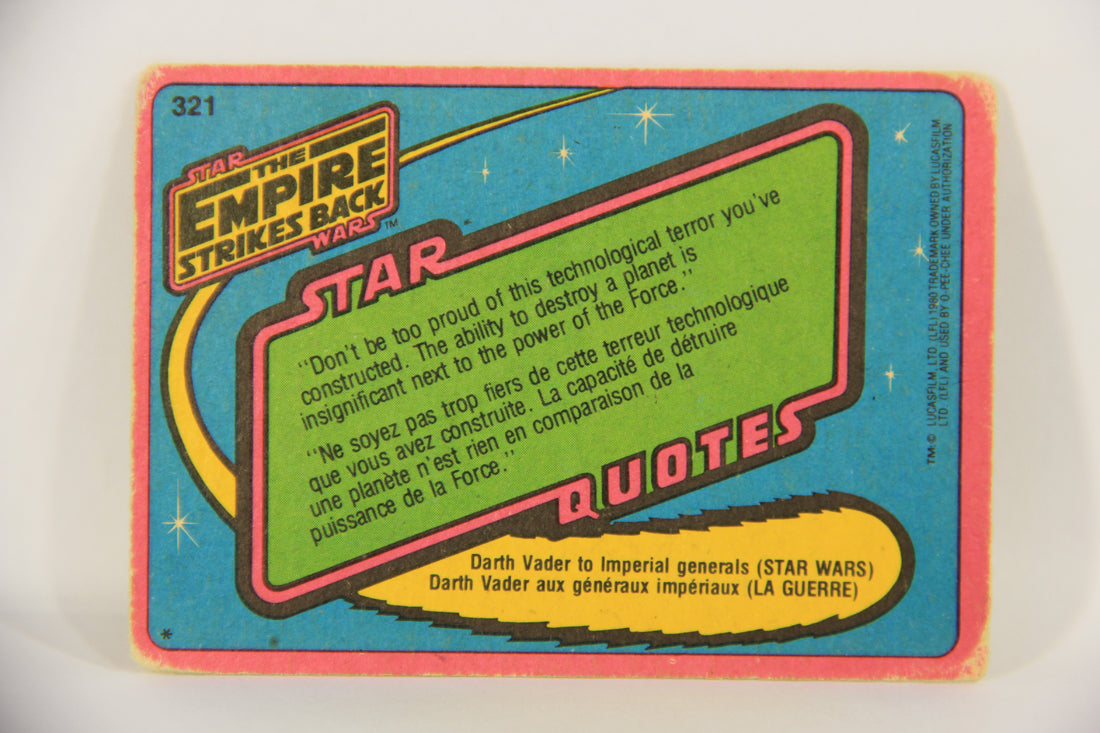 321
STAR
THE
EMPIRE
STRIKES BACK
WARS™
STAR
"Don't be too proud of this technological terror you've
constructed. The ability to destroy a planet is
insignificant next to the power of the Force."
"Ne soyez pas trop fiers de cette terreur technologique
que vous avez construite. La capacité de détruire
une planète n'est rien en comparaison de la
puissance de la Force."
QUOTES
Darth Vader to Imperial generals (STAR WARS)
Darth Vader aux généraux impériaux (LA GUERRE)
*
TM: © LUCASFILM, LTD. (LFL) 1980 TRADEMARK OWNED BY LUCASFILM,
LTD. (LFL) AND USED BY O-PEE-CHEE UNDER AUTHORIZATION